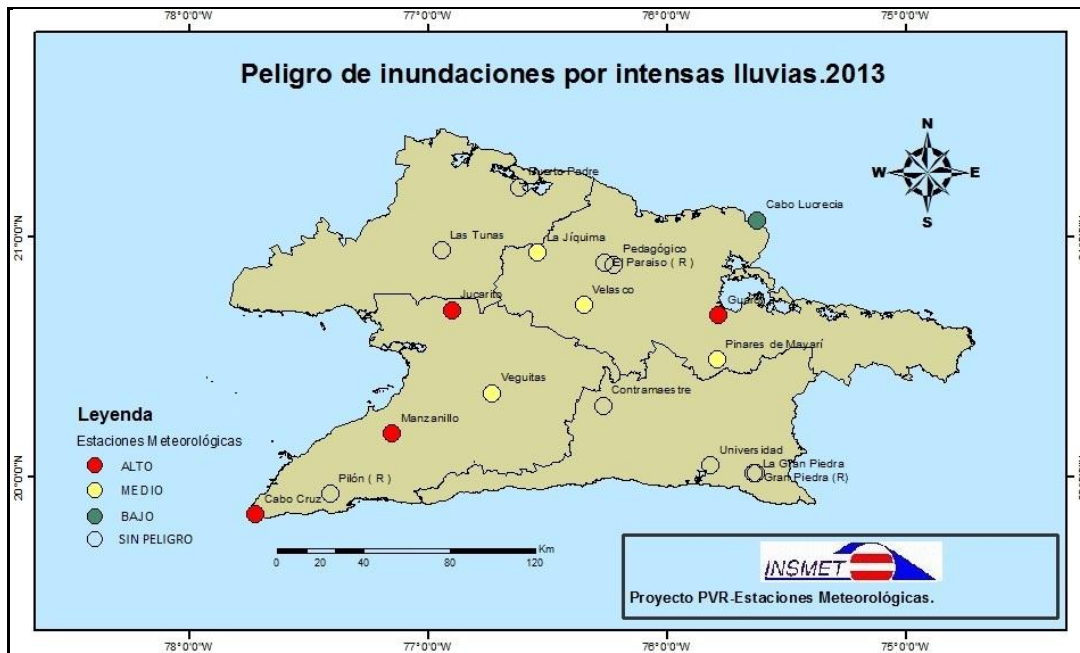 78°0'0"W 77°0'0"W 76°0'0"W 75°0'0"W
Peligro de inundaciones por intensas lluvias.2013
N
W E
S
Puerto Padre
Cabo Lucrecia
21°0'0"N
Las Tunas
La Jíquima
Pedagógico
El Paraiso ( R )
Velasco
Jucarito
Guaro
Pinares de Mayarí
Veguitas
Contramaestre
Manzanillo
Universidad
La Gran Piedra
Gran Piedra (R)
Pilón ( R )
Cabo Cruz
20°0'0"N
Leyenda
Estaciones Meteorológicas
ALTO
MEDIO
BAJO
SIN PELIGRO
Km
0 20 40 80 120
INSMET
Proyecto PVR-Estaciones Meteorológicas.
78°0'0"W 77°0'0"W 76°0'0"W 75°0'0"W